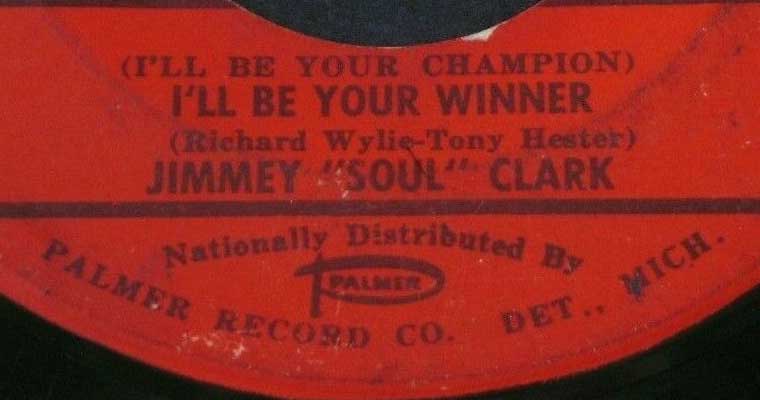 (I'LL BE YOUR CHAMPION)
I'LL BE YOUR WINNER
(Richard Wylie-Tony Hester)
JIMMEY "SOUL" CLARK
Nationally Distributed By
PALMER
PALMER RECORD CO. DET., MICH.